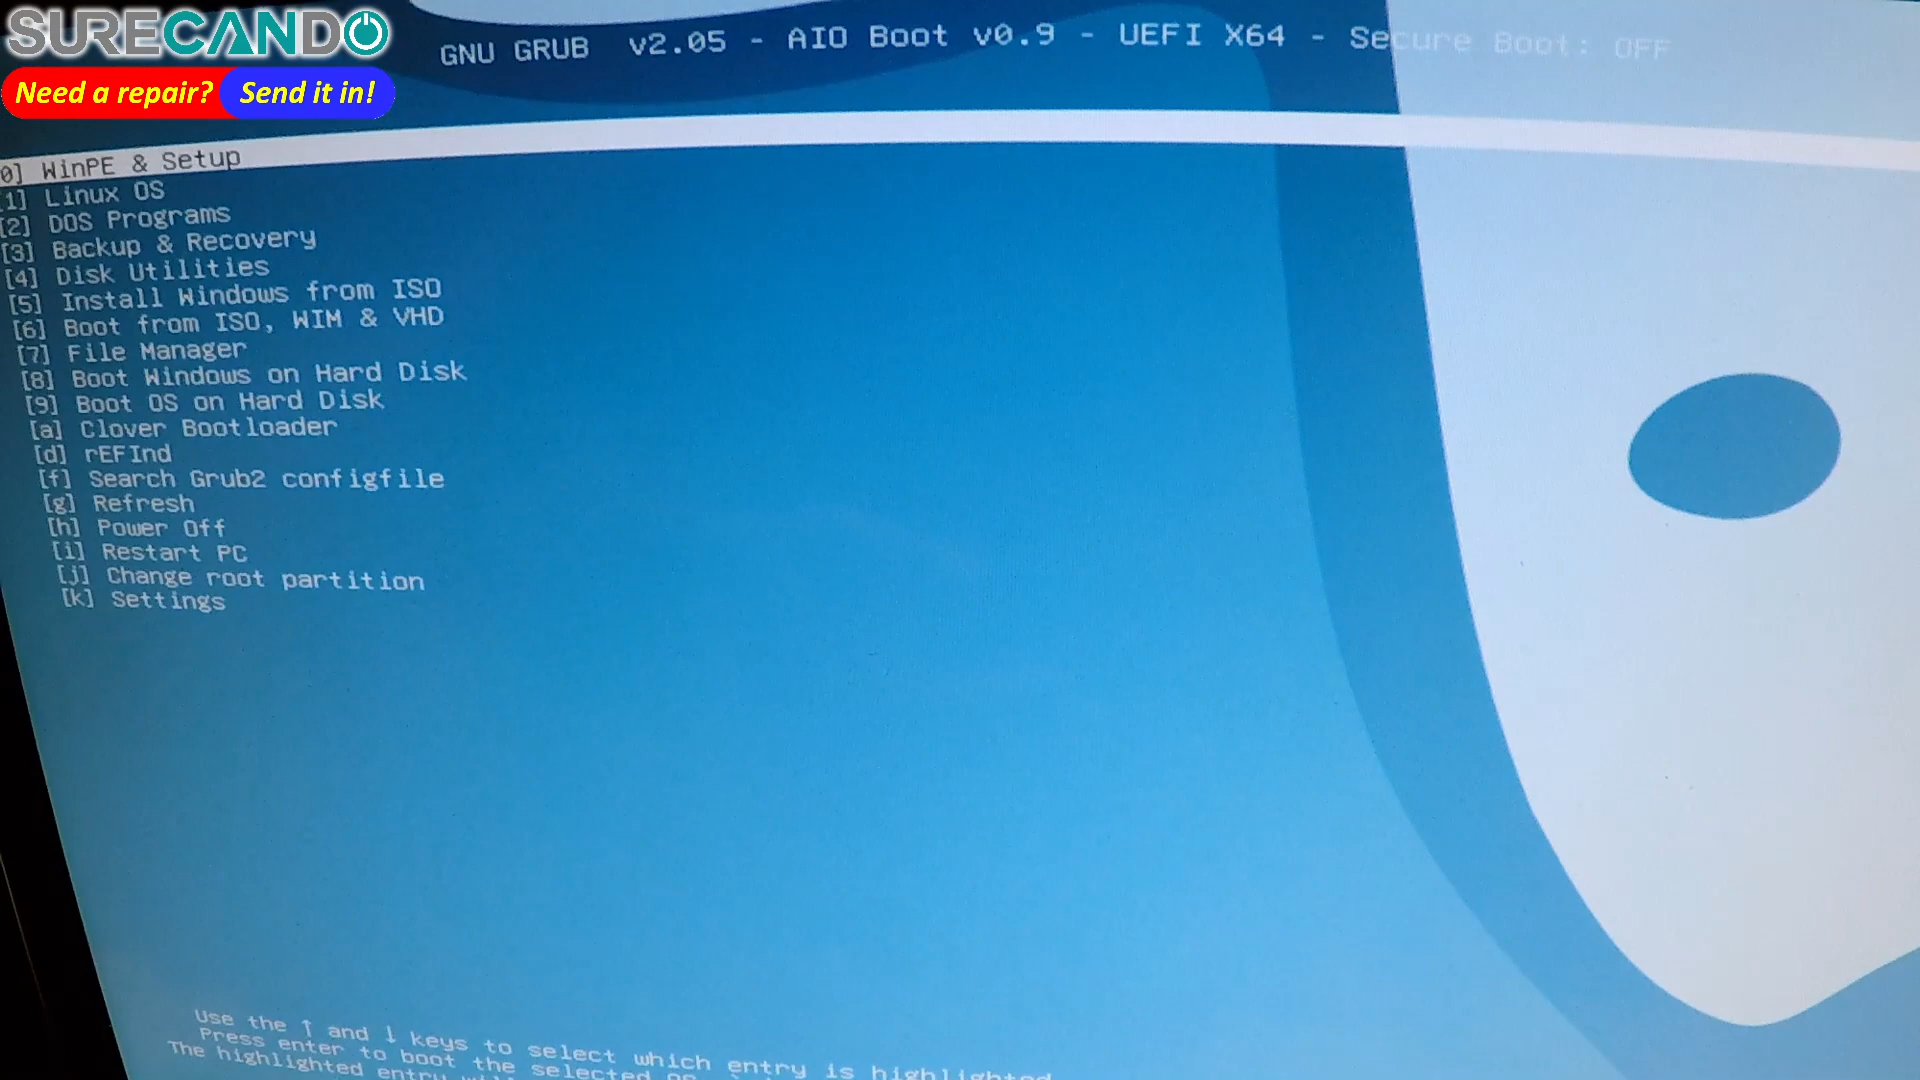 SURECANDO
Need a repair? Send it in!
GNU GRUB v2.05 - AIO Boot v0.9 - UEFI X64 - Secure Boot: OFF
0] WinPE & Setup
[1] Linux OS
[2] DOS Programs
[3] Backup & Recovery
[4] Disk Utilities
[5] Install Windows from ISO
[6] Boot from ISO, WIM & VHD
[7] File Manager
[8] Boot Windows on Hard Disk
[9] Boot OS on Hard Disk
[a] Clover Bootloader
[d] rEFInd
[f] Search Grub2 configfile
[g] Refresh
[h] Power Off
[i] Restart PC
[j] Change root partition
[k] Settings
Use the ↑ and ↓ keys to select which entry is highlighted.
Press enter to boot the selected
The highlighted entry